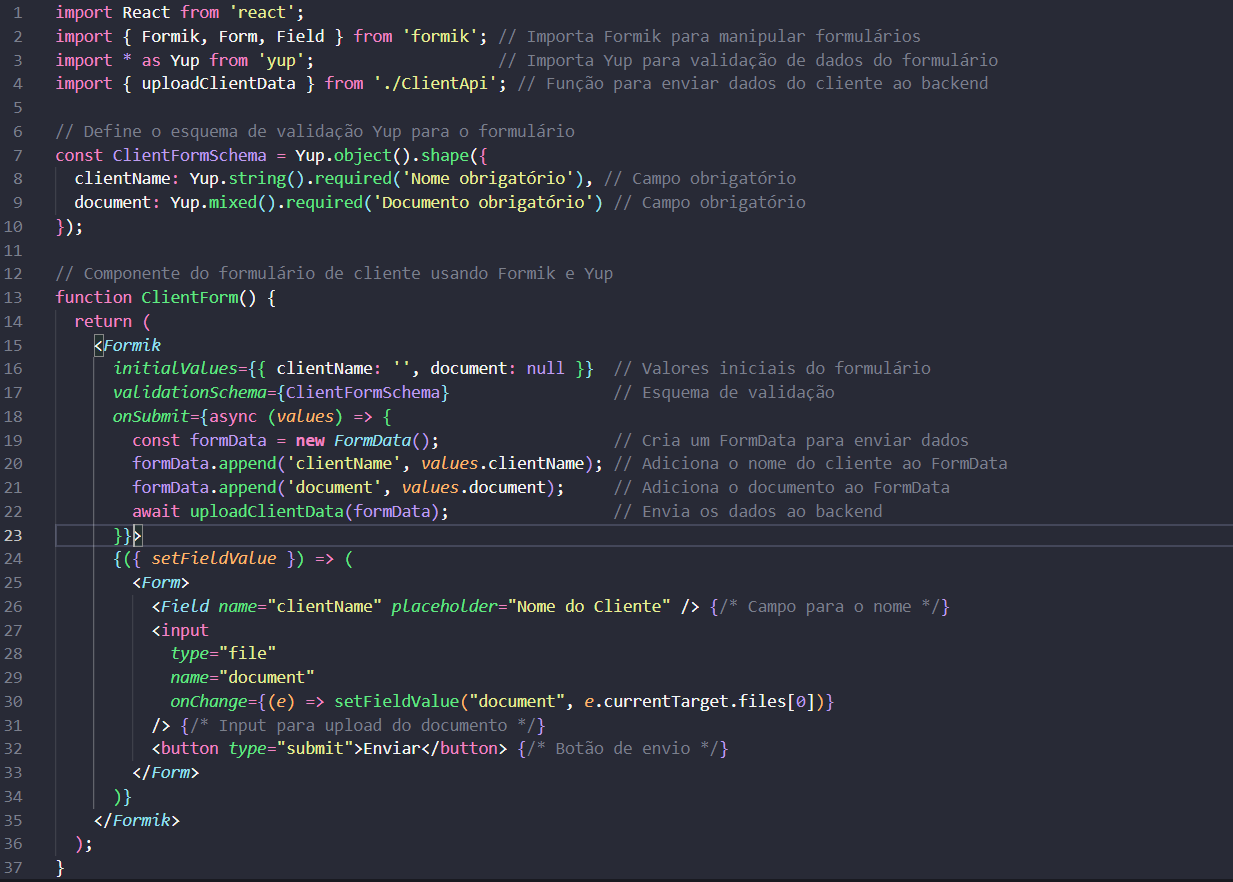 1 import React from 'react';
2 import { Formik, Form, Field } from 'formik'; // Importa Formik para manipular formulários
3 import * as Yup from 'yup';                   // Importa Yup para validação de dados do formulário
4 import { uploadClientData } from './ClientApi'; // Função para enviar dados do cliente ao backend
5
6 // Define o esquema de validação Yup para o formulário
7 const ClientFormSchema = Yup.object().shape({
8   clientName: Yup.string().required('Nome obrigatório'), // Campo obrigatório
9   document: Yup.mixed().required('Documento obrigatório') // Campo obrigatório
10 });
11
12 // Componente do formulário de cliente usando Formik e Yup
13 function ClientForm() {
14   return (
15     <Formik
16       initialValues={{ clientName: '', document: null }}  // Valores iniciais do formulário
17       validationSchema={ClientFormSchema}                 // Esquema de validação
18       onSubmit={async (values) => {
19         const formData = new FormData();                  // Cria um FormData para enviar dados
20         formData.append('clientName', values.clientName); // Adiciona o nome do cliente ao FormData
21         formData.append('document', values.document);     // Adiciona o documento ao FormData
22         await uploadClientData(formData);                 // Envia os dados ao backend
23       }}>
24       {({ setFieldValue }) => (
25         <Form>
26           <Field name="clientName" placeholder="Nome do Cliente" /> {/* Campo para o nome */}
27           <input
28             type="file"
29             name="document"
30             onChange={(e) => setFieldValue("document", e.currentTarget.files[0])}
31           /> {/* Input para upload do documento */}
32           <button type="submit">Enviar</button> {/* Botão de envio */}
33         </Form>
34       )}
35     </Formik>
36   );
37 }